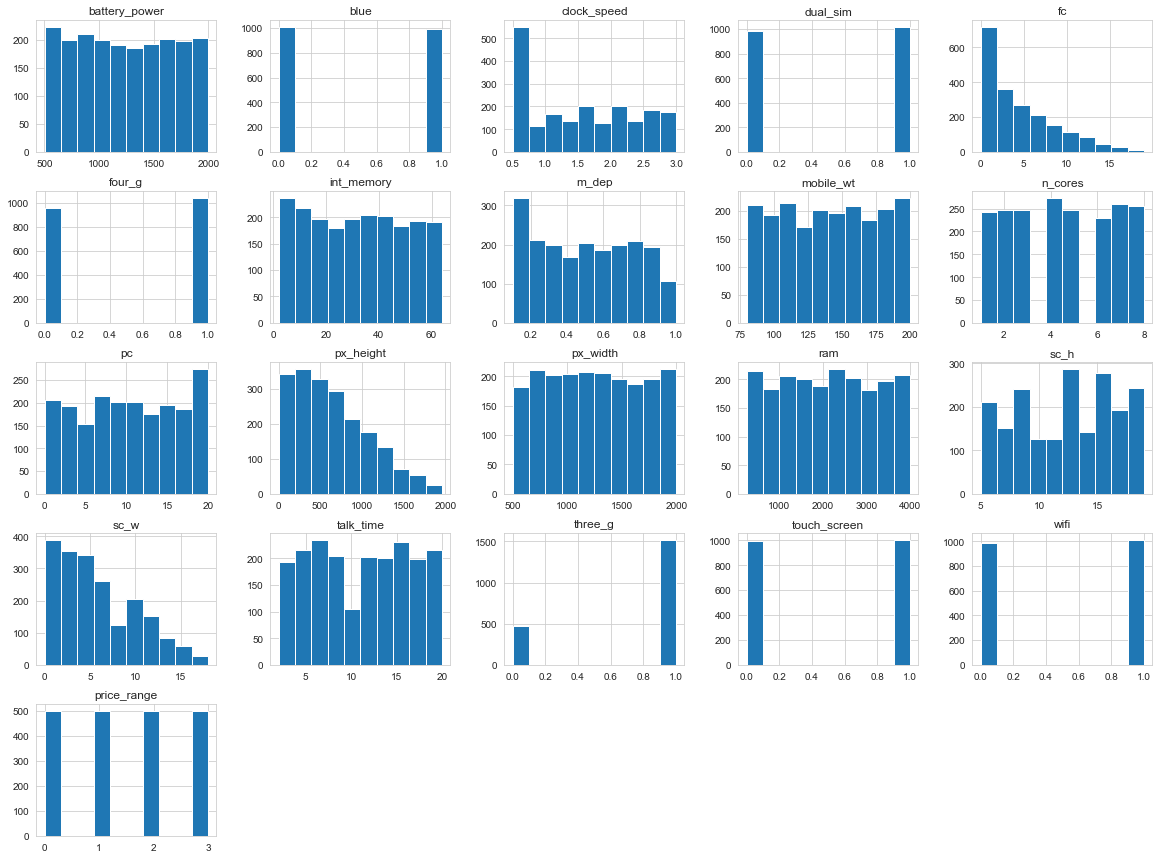 battery_power
200
150
100
50
0
500 1000 1500 2000
blue
1000
800
600
400
200
0
0.0 0.2 0.4 0.6 0.8 1.0
clock_speed
500
400
300
200
100
0
0.5 1.0 1.5 2.0 2.5 3.0
dual_sim
1000
800
600
400
200
0
0.0 0.2 0.4 0.6 0.8 1.0
fc
600
400
200
0
0 5 10 15
four_g
1000
800
600
400
200
0
0.0 0.2 0.4 0.6 0.8 1.0
int_memory
200
150
100
50
0
0 20 40 60
m_dep
300
200
100
0
0.2 0.4 0.6 0.8 1.0
mobile_wt
200
150
100
50
0
75 100 125 150 175 200
n_cores
250
200
150
100
50
0
2 4 6 8
pc
250
200
150
100
50
0
0 5 10 15 20
px_height
300
200
100
0
0 500 1000 1500 2000
px_width
200
150
100
50
0
500 1000 1500 2000
ram
200
150
100
50
0
1000 2000 3000 4000
sc_h
300
200
100
0
5 10 15
sc_w
400
300
200
100
0
0 5 10 15
talk_time
200
150
100
50
0
5 10 15 20
three_g
1500
1000
500
0
0.0 0.2 0.4 0.6 0.8 1.0
touch_screen
1000
800
600
400
200
0
0.0 0.2 0.4 0.6 0.8 1.0
wifi
1000
800
600
400
200
0
0.0 0.2 0.4 0.6 0.8 1.0
price_range
500
400
300
200
100
0
0 1 2 3